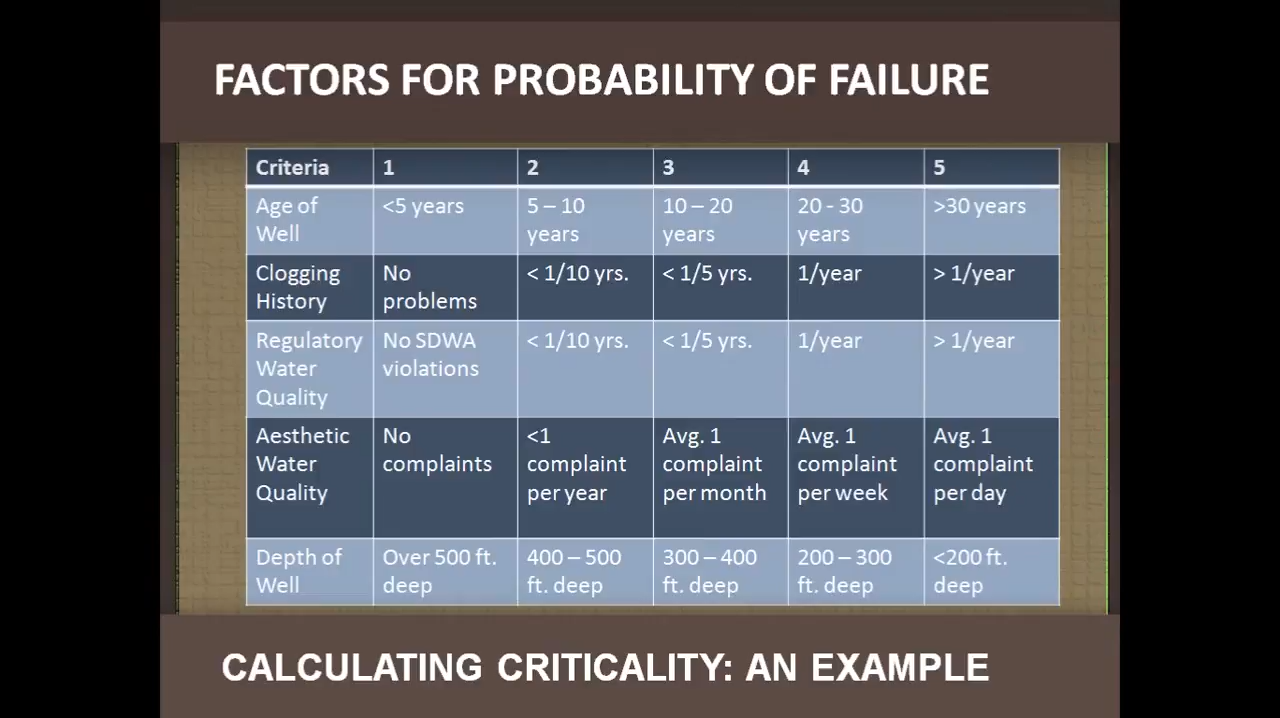 FACTORS FOR PROBABILITY OF FAILURE
Criteria 1 2 3 4 5
Age of Well <5 years 5 – 10 years 10 – 20 years 20 - 30 years >30 years
Clogging History No problems < 1/10 yrs. < 1/5 yrs. 1/year > 1/year
Regulatory Water Quality No SDWA violations < 1/10 yrs. < 1/5 yrs. 1/year > 1/year
Aesthetic Water Quality No complaints <1 complaint per year Avg. 1 complaint per month Avg. 1 complaint per week Avg. 1 complaint per day
Depth of Well Over 500 ft. deep 400 – 500 ft. deep 300 – 400 ft. deep 200 – 300 ft. deep <200 ft. deep
CALCULATING CRITICALITY: AN EXAMPLE